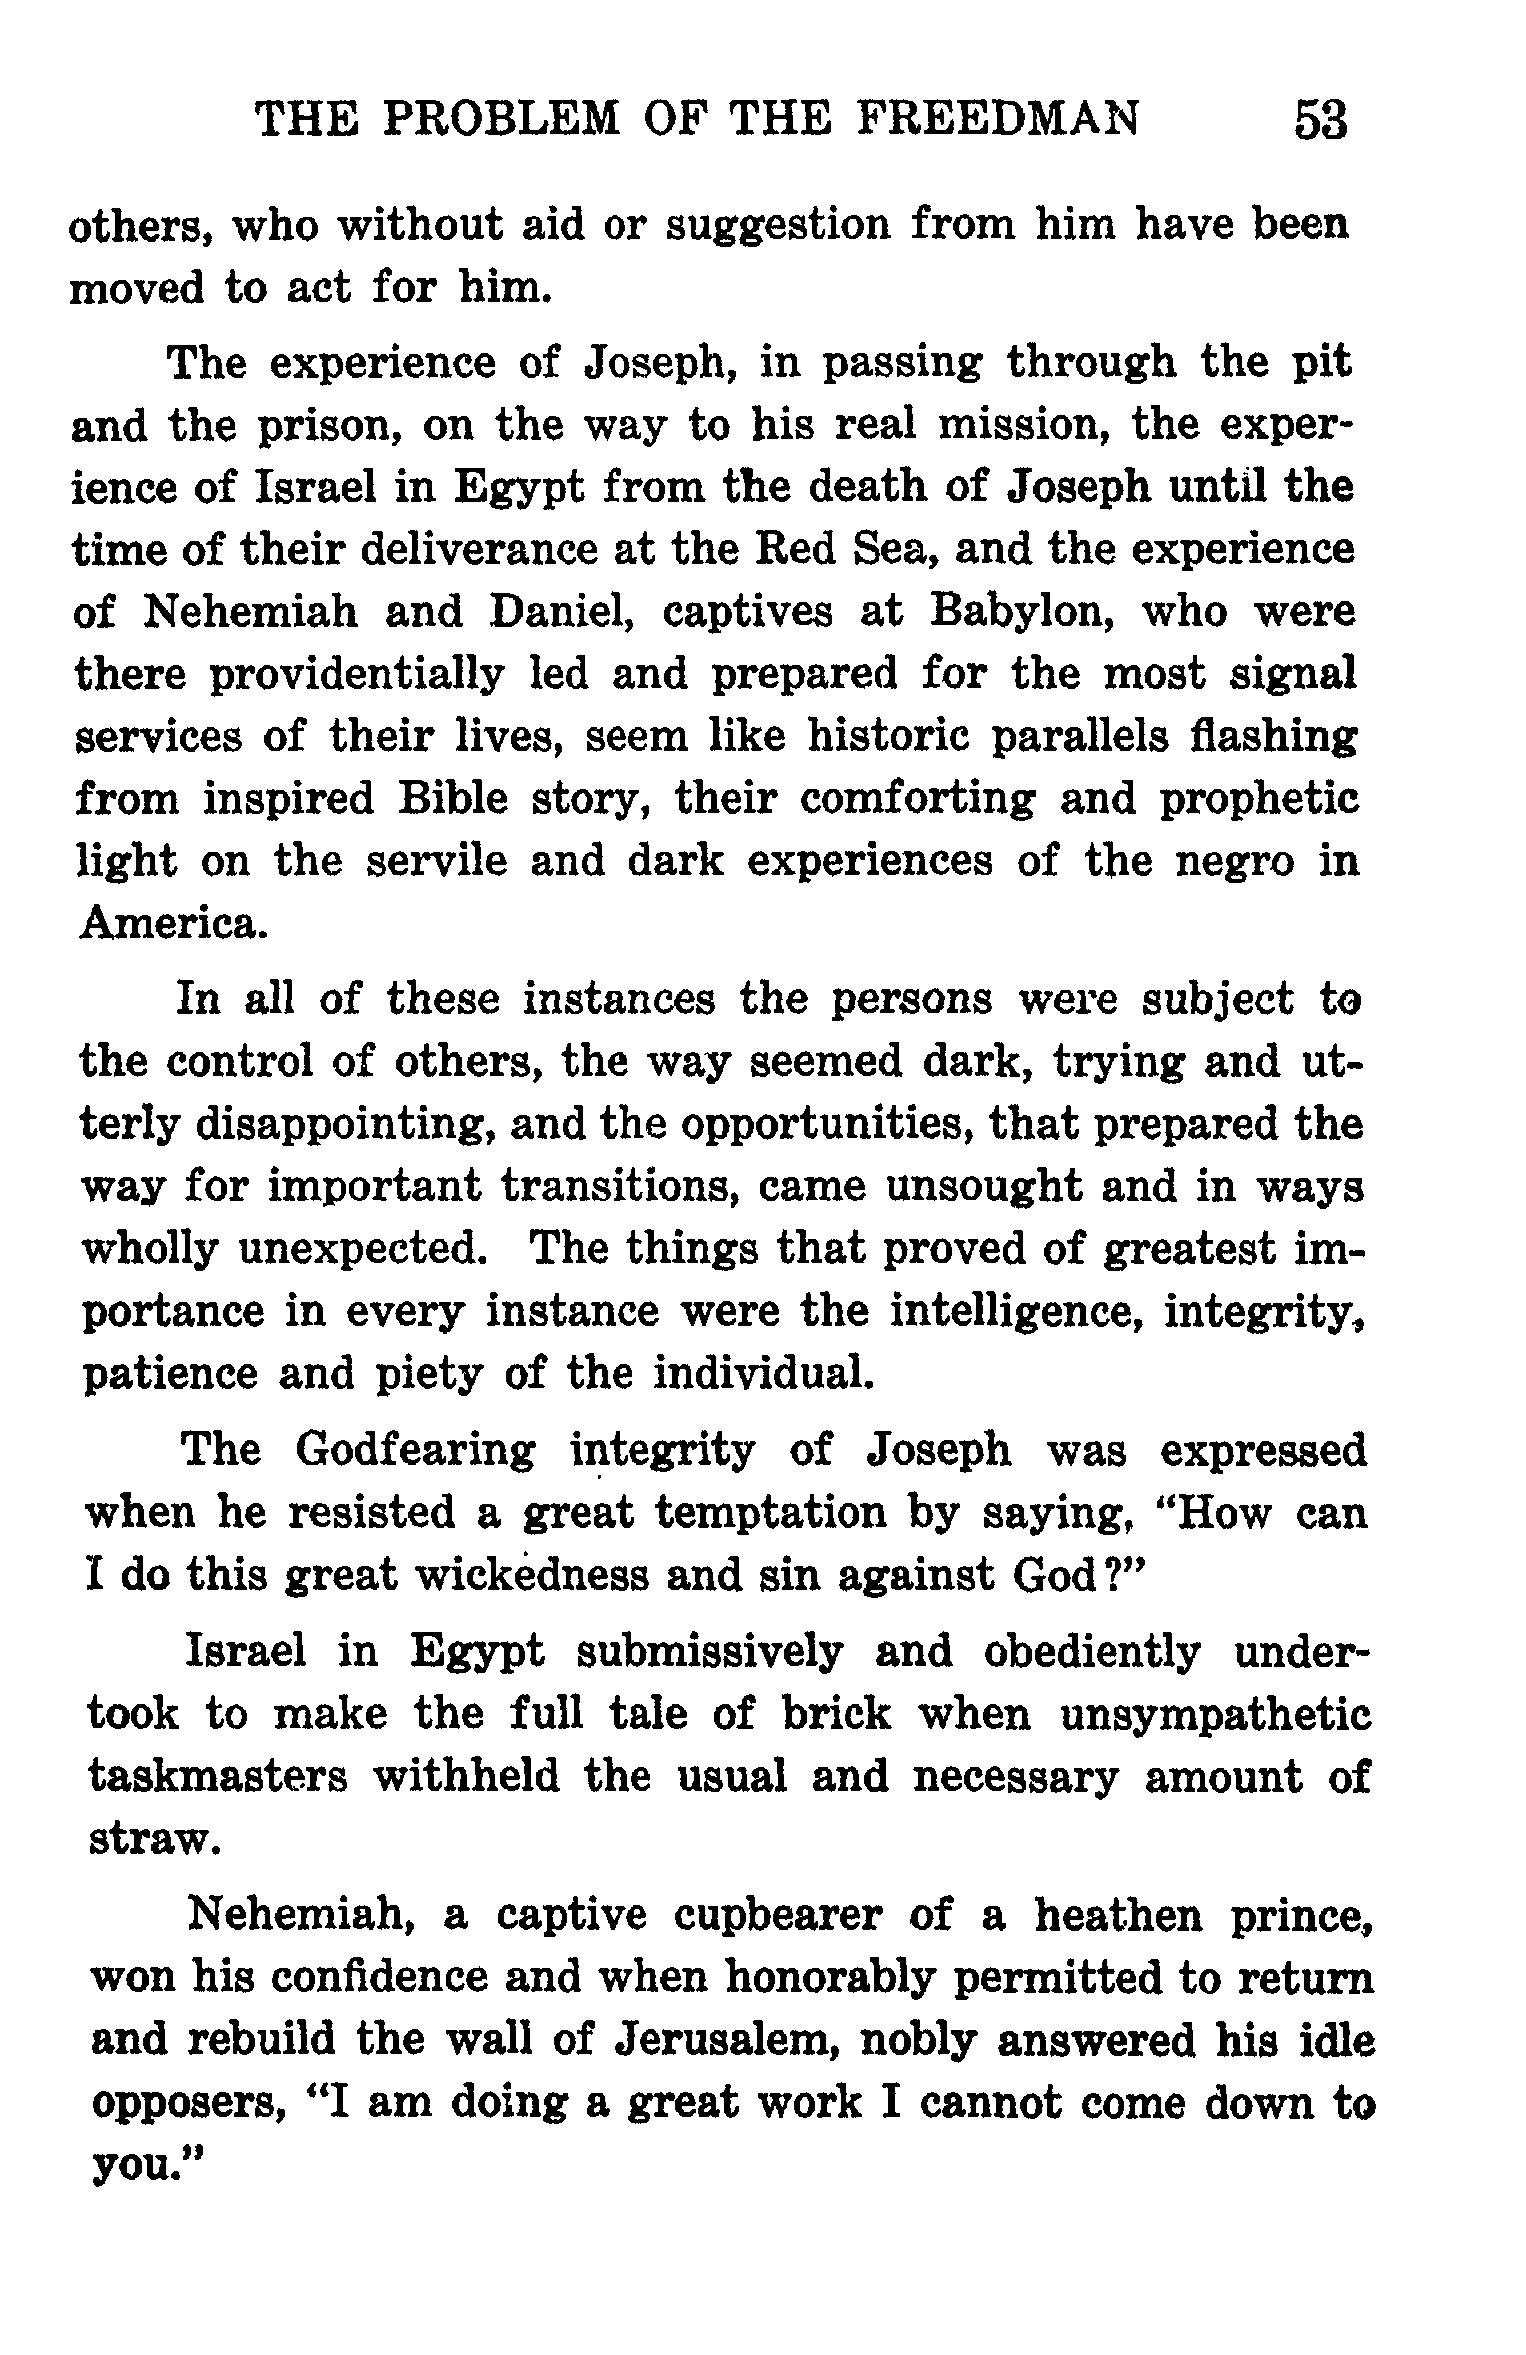 THE PROBLEM OF THE FREEDMAN 53
others, who without aid or suggestion from him have been
moved to act for him.
The experience of Joseph, in passing through the pit
and the prison, on the way to his real mission, the exper-
ience of Israel in Egypt from the death of Joseph until the
time of their deliverance at the Red Sea, and the experience
of Nehemiah and Daniel, captives at Babylon, who were
there providentially led and prepared for the most signal
services of their lives, seem like historic parallels flashing
from inspired Bible story, their comforting and prophetic
light on the servile and dark experiences of the negro in
America.
In all of these instances the persons were subject to
the control of others, the way seemed dark, trying and ut-
terly disappointing, and the opportunities, that prepared the
way for important transitions, came unsought and in ways
wholly unexpected. The things that proved of greatest im-
portance in every instance were the intelligence, integrity,
patience and piety of the individual.
The Godfearing integrity of Joseph was expressed
when he resisted a great temptation by saying, "How can
I do this great wickedness and sin against God?"
Israel in Egypt submissively and obediently under-
took to make the full tale of brick when unsympathetic
taskmasters withheld the usual and necessary amount of
straw.
Nehemiah, a captive cupbearer of a heathen prince,
won his confidence and when honorably permitted to return
and rebuild the wall of Jerusalem, nobly answered his idle
opposers, "I am doing a great work I cannot come down to
you."